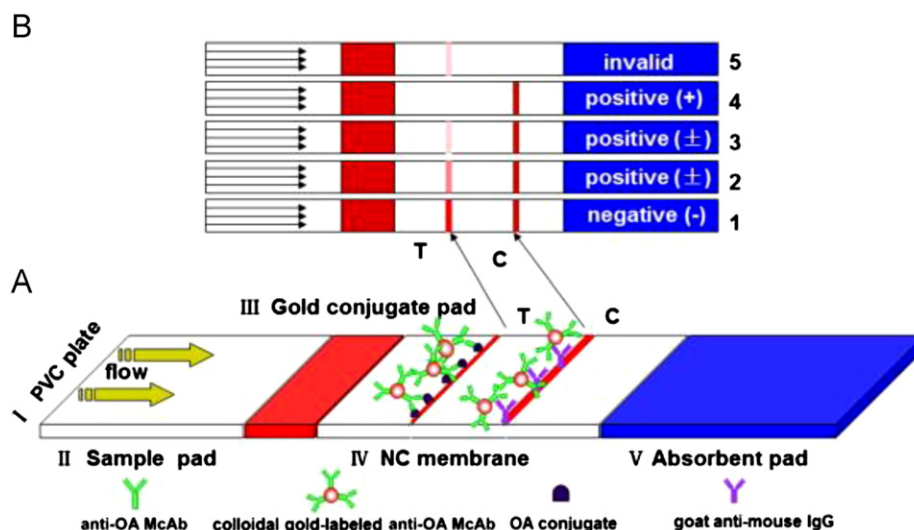 B
invalid 5
positive (+) 4
positive (±) 3
positive (±) 2
negative (-) 1
T C
A
III Gold conjugate pad
T C
I PVC plate
flow
II Sample pad IV NC membrane V Absorbent pad
anti-OA McAb colloidal gold-labeled anti-OA McAb OA conjugate goat anti-mouse IgG